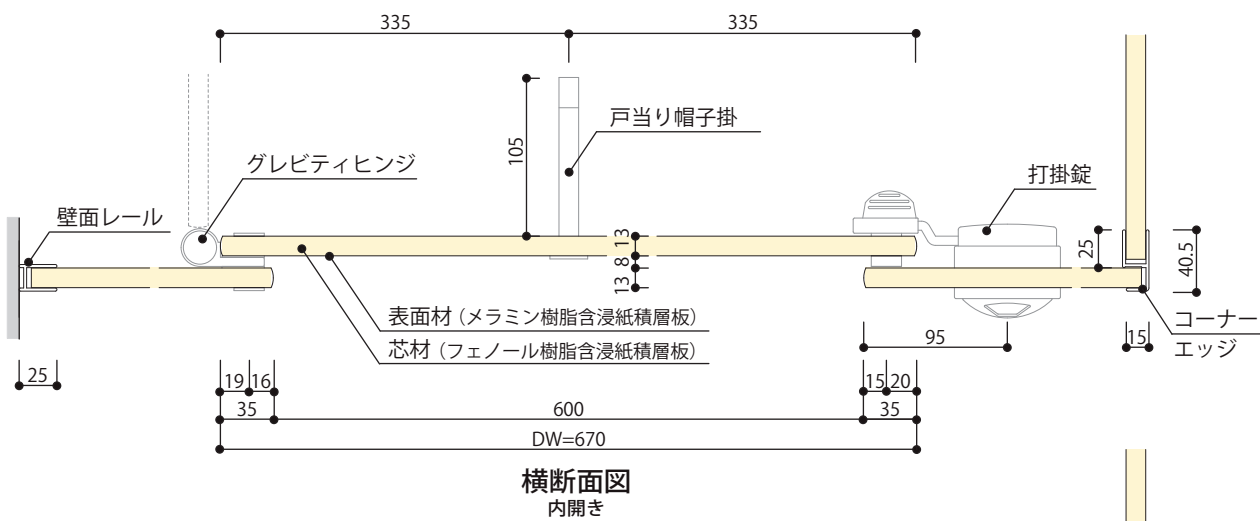 335
335
戸当り帽子掛
105
グレビティヒンジ
打掛錠
壁面レール
13
8
13
25
40.5
表面材（メラミン樹脂含浸紙積層板）
芯材（フェノール樹脂含浸紙積層板）
95
15
コーナー
エッジ
25
19
16
15
20
35
600
35
DW=670
横断面図
内開き